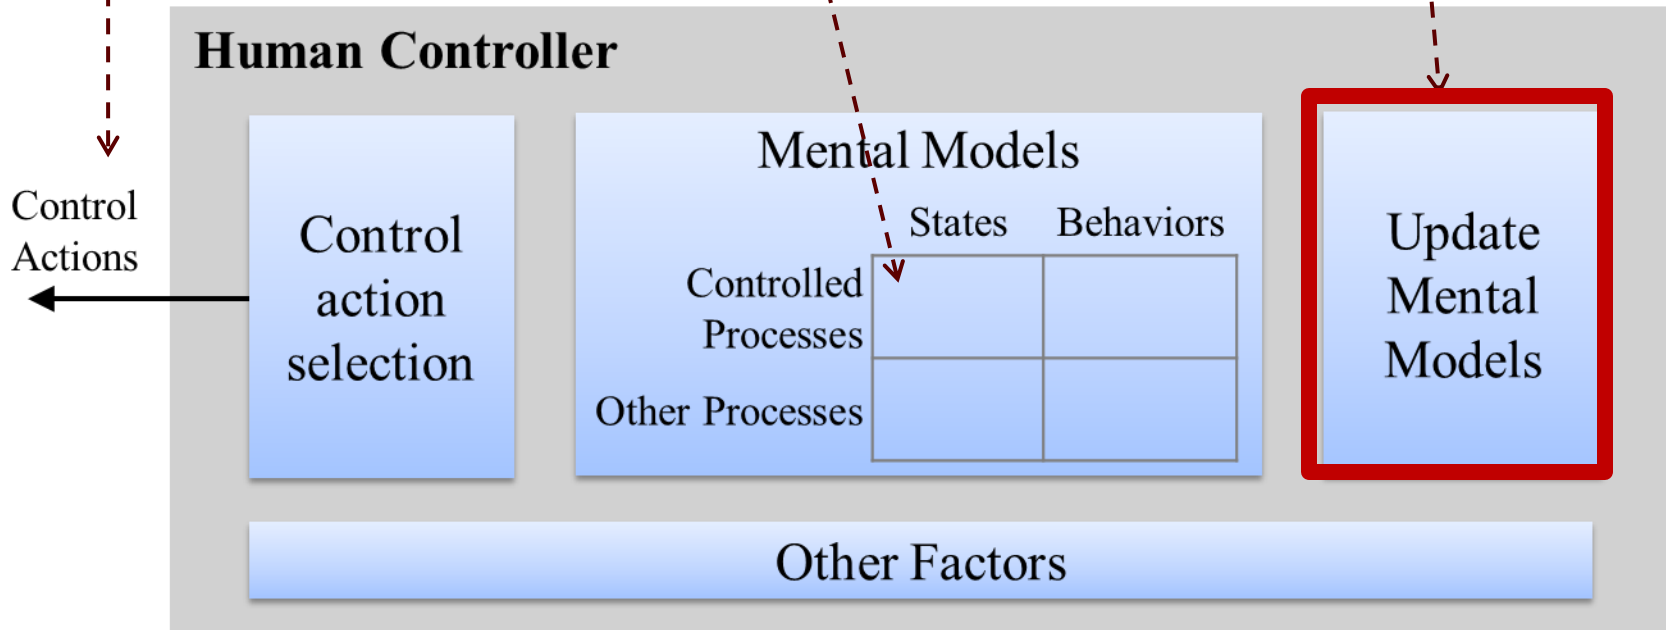 Human Controller
Control
Actions
Control
action
selection
Mental Models
States Behaviors
Controlled
Processes
Other Processes
Update
Mental
Models
Other Factors